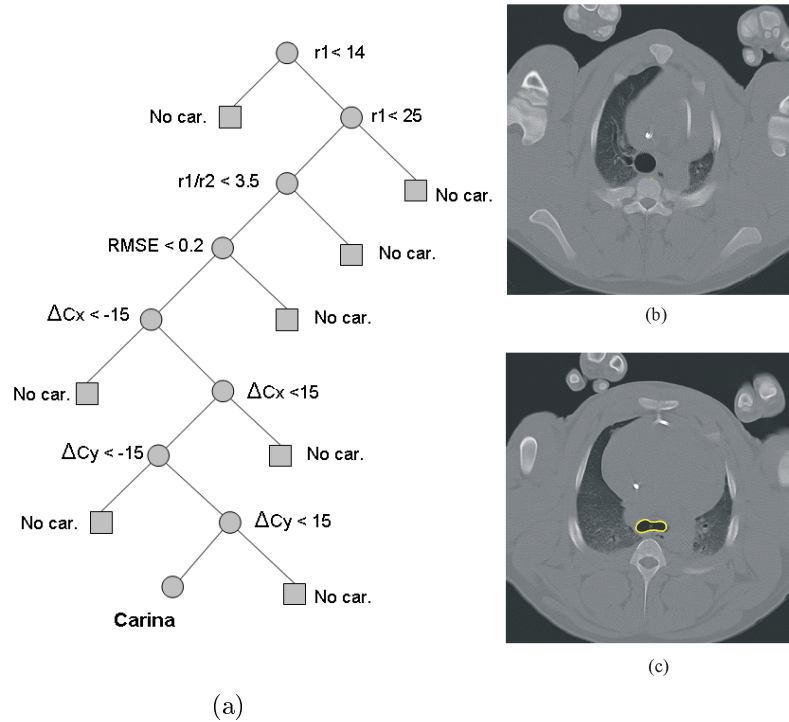 r1< 14
No car.
r1< 25
r1/r2 < 3.5
No car.
RMSE < 0.2
No car.
ΔCx < -15
No car.
No car.
ΔCx <15
ΔCy < -15
No car.
No car.
ΔCy < 15
No car.
Carina
(a)
(b)
(c)